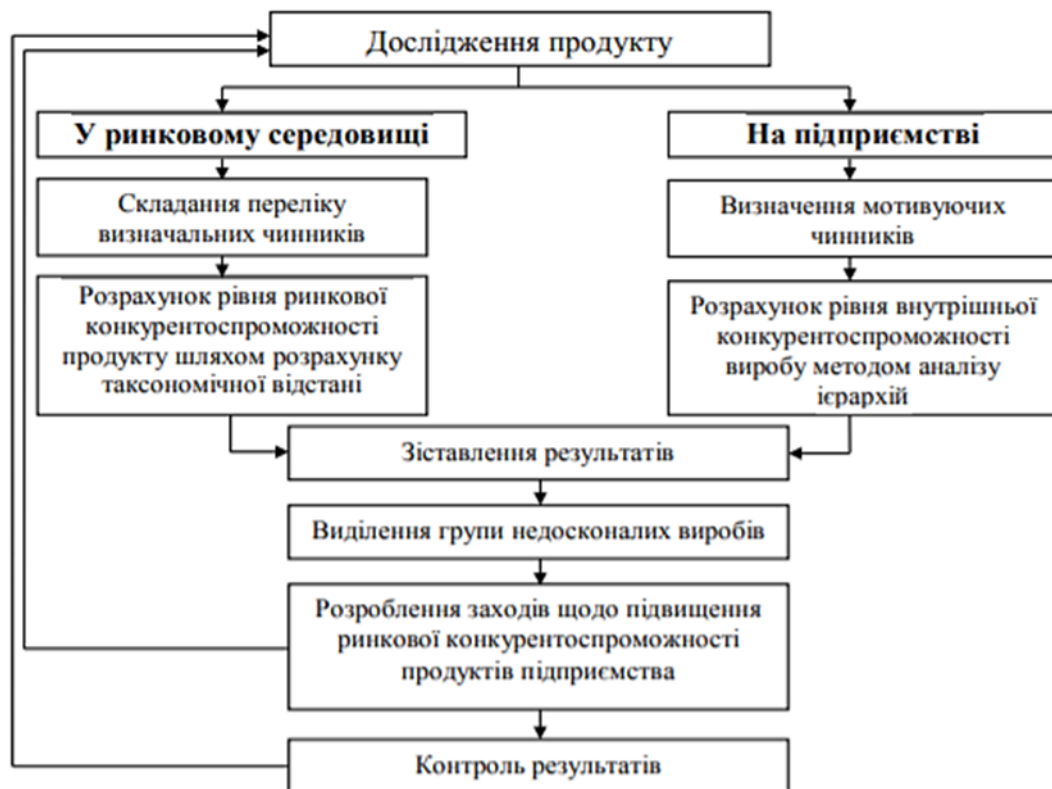 Дослідження продукту
У ринковому середовищі
На підприємстві
Складання переліку
визначальних чинників
Визначення мотивуючих
чинників
Розрахунок рівня ринкової
конкурентоспроможності
продукту шляхом розрахунку
таксономічної відстані
Розрахунок рівня внутрішньої
конкурентоспроможності
виробу методом аналізу
ієрархій
Зіставлення результатів
Виділення групи недосконалих виробів
Розроблення заходів щодо підвищення
ринкової конкурентоспроможності
продуктів підприємства
Контроль результатів